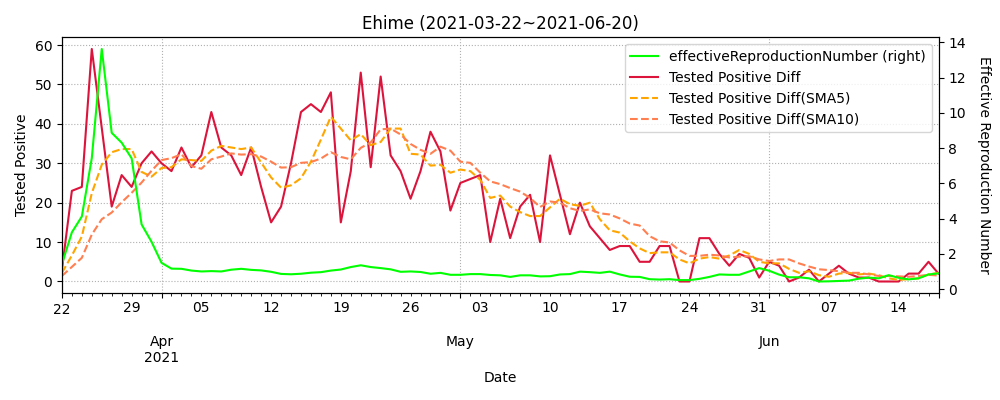 Ehime (2021-03-22~2021-06-20)
effectiveReproductionNumber (right)
Tested Positive Diff
Tested Positive Diff(SMA5)
Tested Positive Diff(SMA10)
Tested Positive
60
50
40
30
20
10
0
14
12
10
8
6
4
2
0
Effective Reproduction Number
22 29 05 12 19 26 03 10 17 24 31 07 14
Apr May Jun
2021
Date